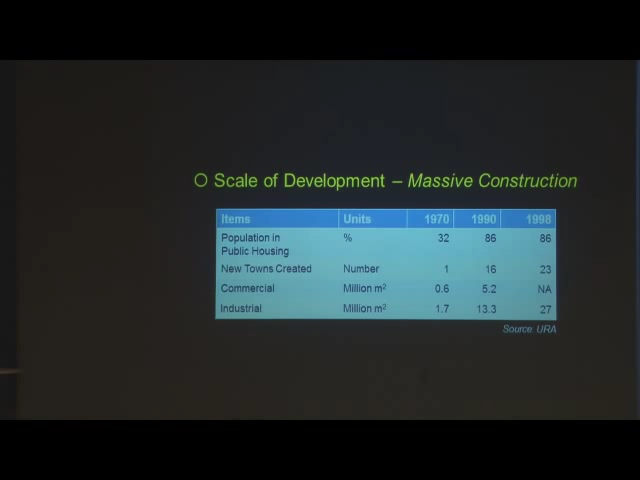 Scale of Development – Massive Construction
Items Units 1970 1990 1998
Population in
Public Housing % 32 86 86
New Towns Created Number 1 16 23
Commercial Million m² 0.6 5.2 NA
Industrial Million m² 1.7 13.3 27
Source: URA